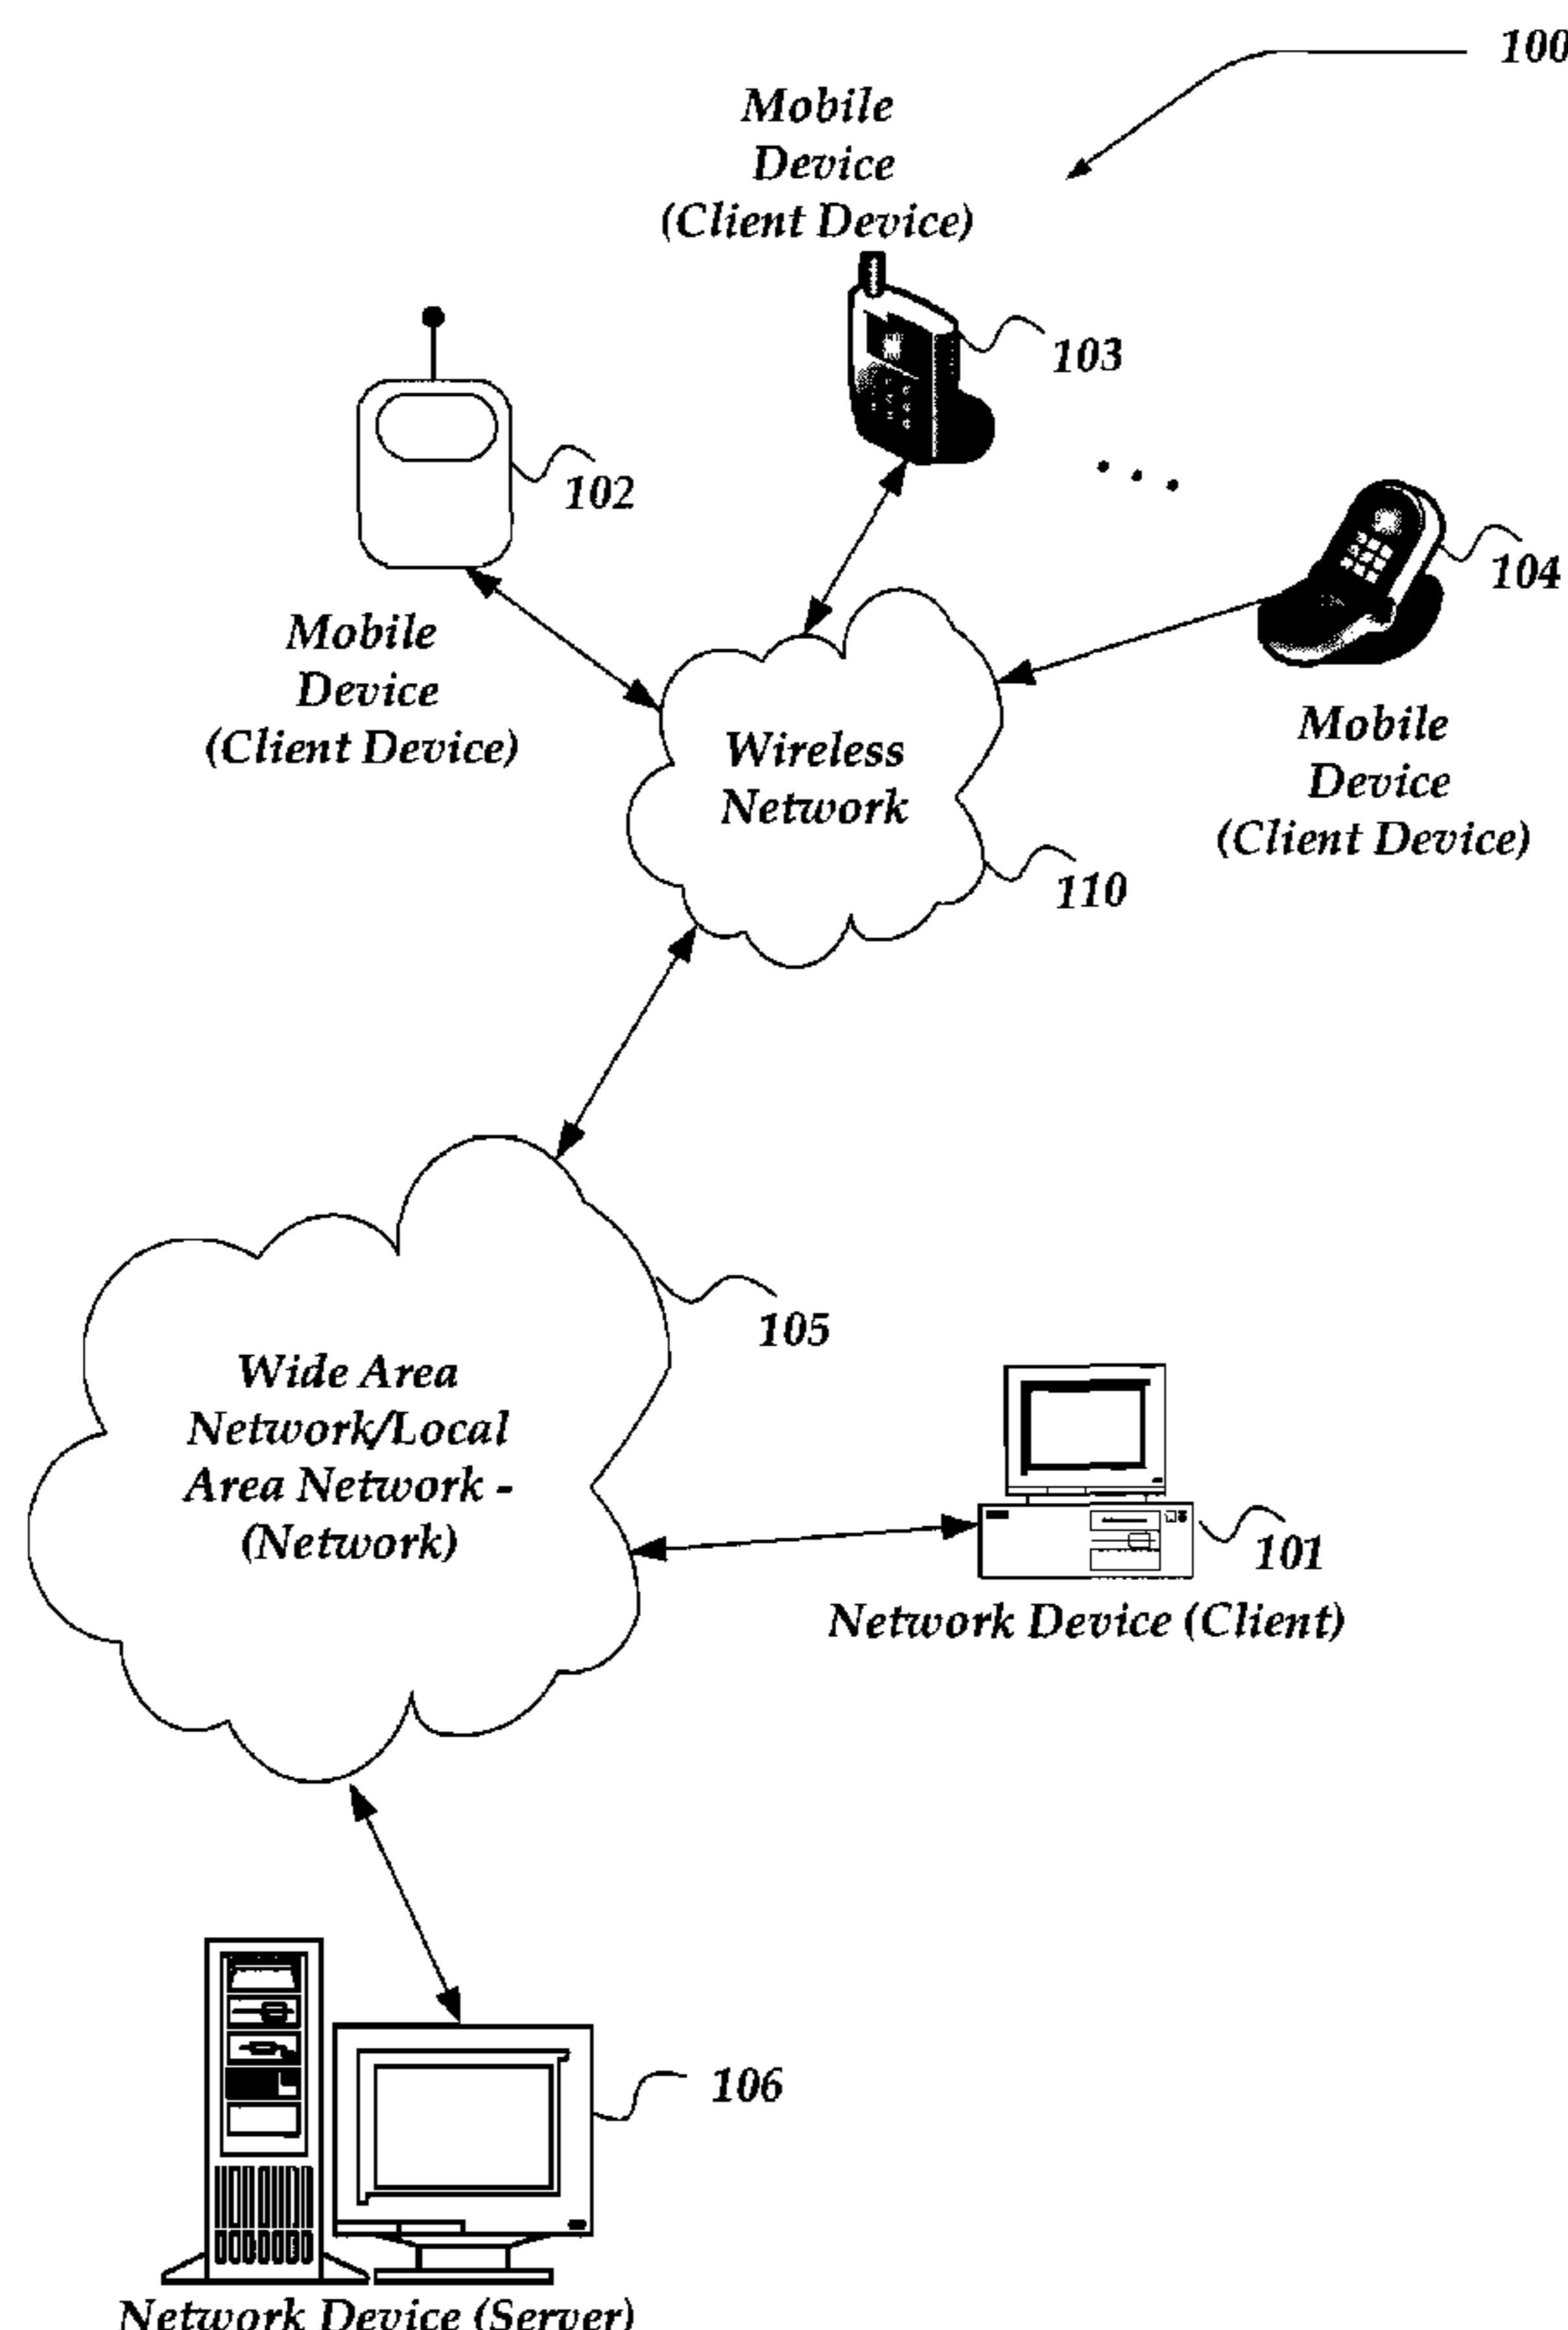 100
Mobile
Device
(Client Device)
103
102
104
Mobile
Device
(Client Device)
Wireless
Network
Mobile
Device
(Client Device)
110
105
Wide Area
Network/Local
Area Network -
(Network)
101
Network Device (Client)
106
Network Device (Server)